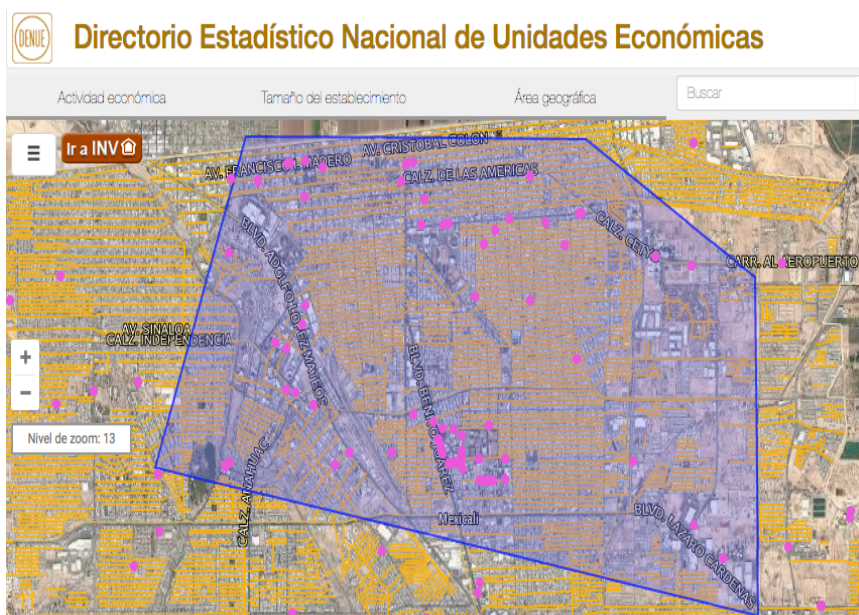 DENUE
Directorio Estadístico Nacional de Unidades Económicas
Actividad económica
Tamaño del establecimiento
Área geográfica
Buscar
Ir a INV
AV. CRISTOBAL COLON
AV. FRANCISCO I. MADERO
CALZ. DE LAS AMERICAS
CALZ. CETYS
BLVD. ADOLFO LOPEZ MATEOS
CARR. AL AEROPUERTO
AV. SINALOA
CALZ. INDEPENDENCIA
+
−
BLVD. BENITO JUAREZ
Nivel de zoom: 13
CALZ. ANAHUAC
Mexicali
BLVD. LAZARO CARDENAS